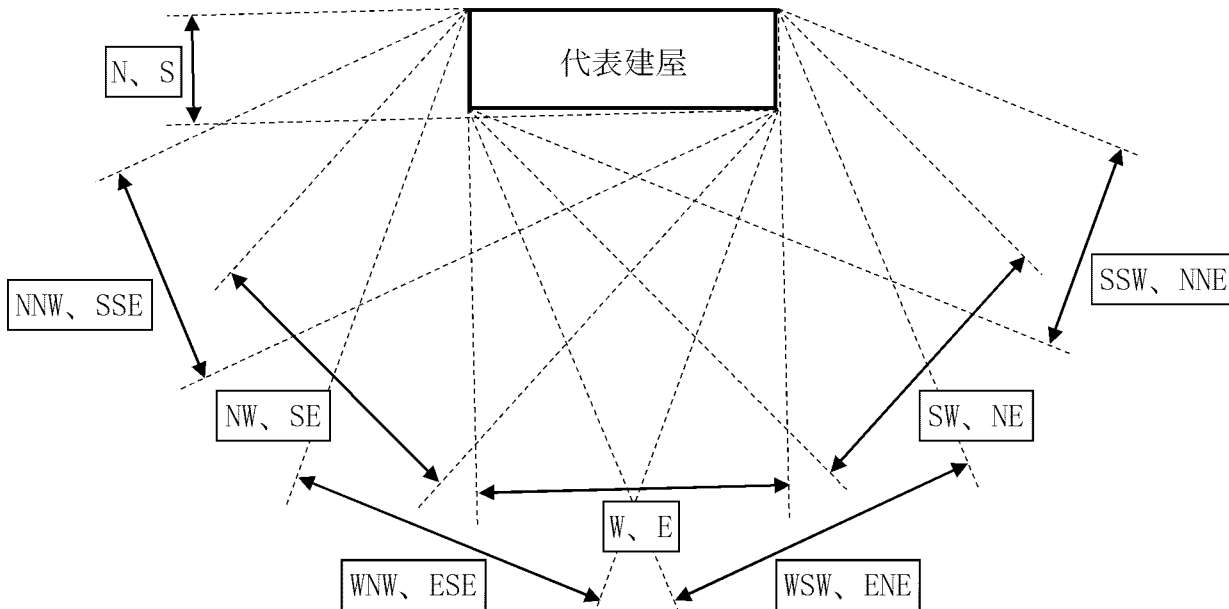 代表建屋
N、S
NNW、SSE
SSW、NNE
NW、SE
SW、NE
W、E
WNW、ESE
WSW、ENE